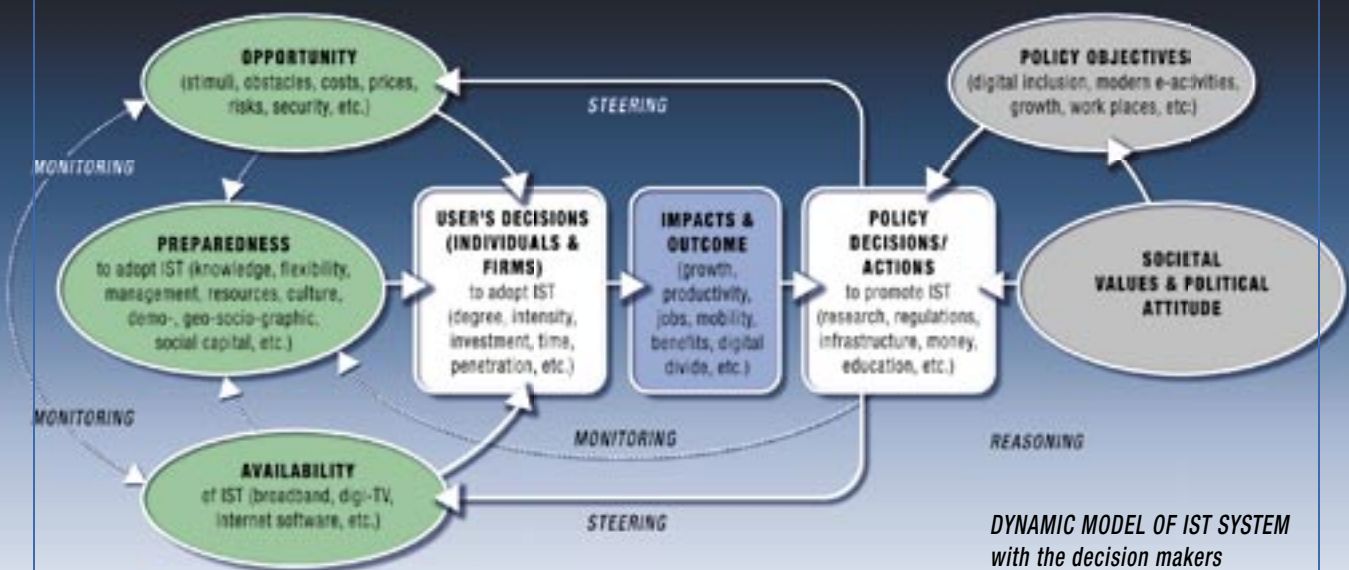 OPPORTUNITY
(stimuli, obstacles, costs, prices,
risks, security, etc.)
POLICY OBJECTIVES
(digital inclusion, modern e-activities,
growth, work places, etc.)
STEERING
MONITORING
PREPAREDNESS
to adopt IST (knowledge, flexibility,
management, resources, culture,
demo-, geo-socio-graphic,
social capital, etc.)
USER'S DECISIONS
(INDIVIDUALS &
FIRMS)
to adopt IST
(degree, intensity,
investment, time,
penetration, etc.)
IMPACTS &
OUTCOME
(growth,
productivity,
jobs, mobility,
benefits, digital
divide, etc.)
POLICY
DECISIONS/
ACTIONS
to promote IST
(research, regulations,
infrastructure, money,
education, etc.)
SOCIETAL
VALUES & POLITICAL
ATTITUDE
MONITORING
MONITORING
REASONING
AVAILABILITY
of IST (broadband, digi-TV,
Internet software, etc.)
STEERING
DYNAMIC MODEL OF IST SYSTEM
with the decision makers